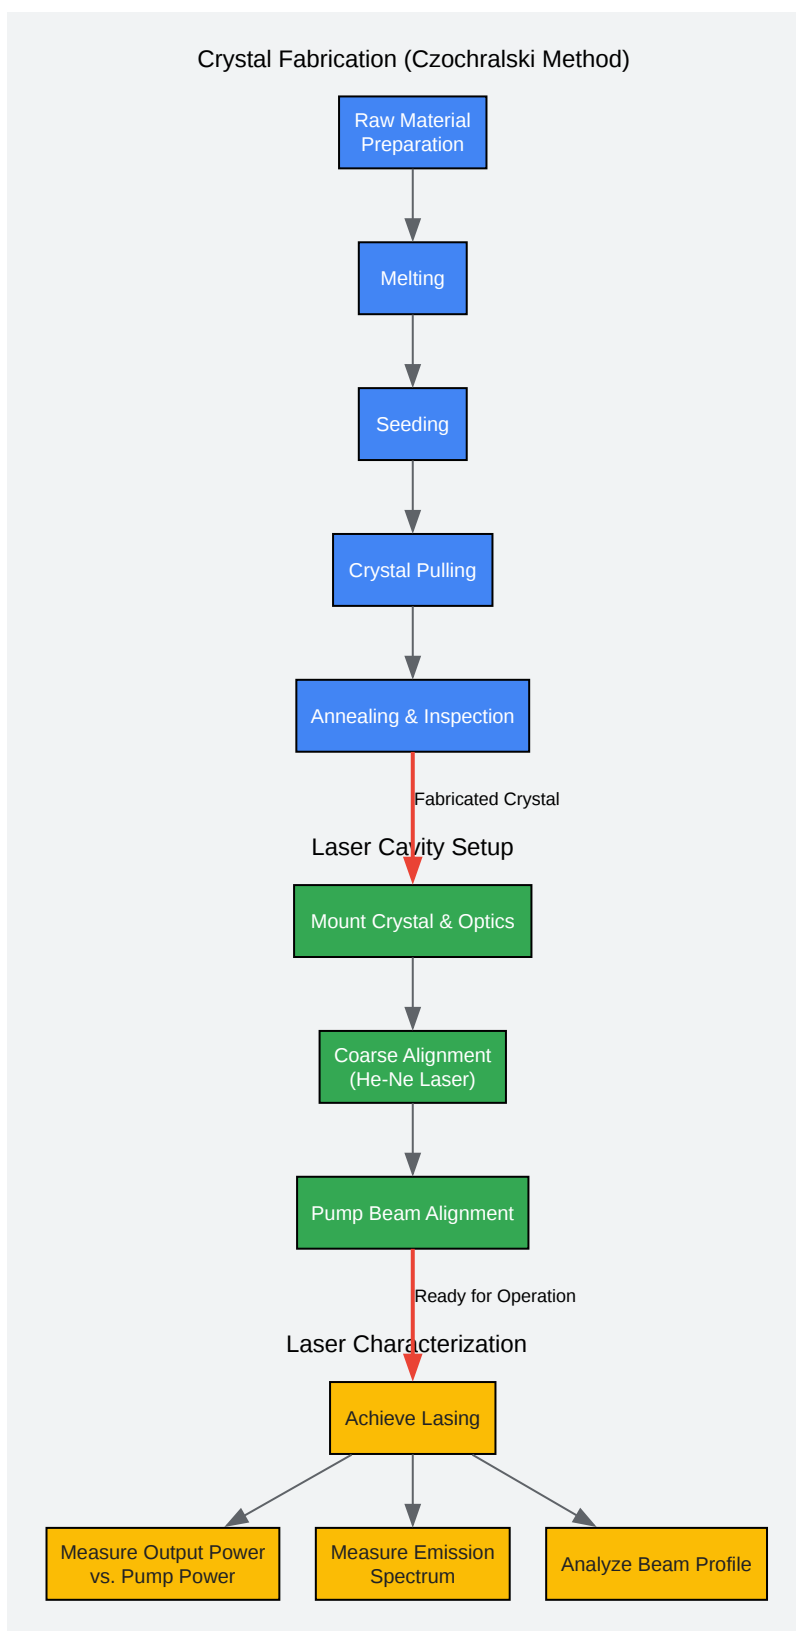 Crystal Fabrication (Czochralski Method)
Raw Material
Preparation
Melting
Seeding
Crystal Pulling
Annealing & Inspection
Fabricated Crystal
Laser Cavity Setup
Mount Crystal & Optics
Coarse Alignment
(He-Ne Laser)
Pump Beam Alignment
Ready for Operation
Laser Characterization
Achieve Lasing
Measure Output Power
vs. Pump Power
Measure Emission
Spectrum
Analyze Beam Profile